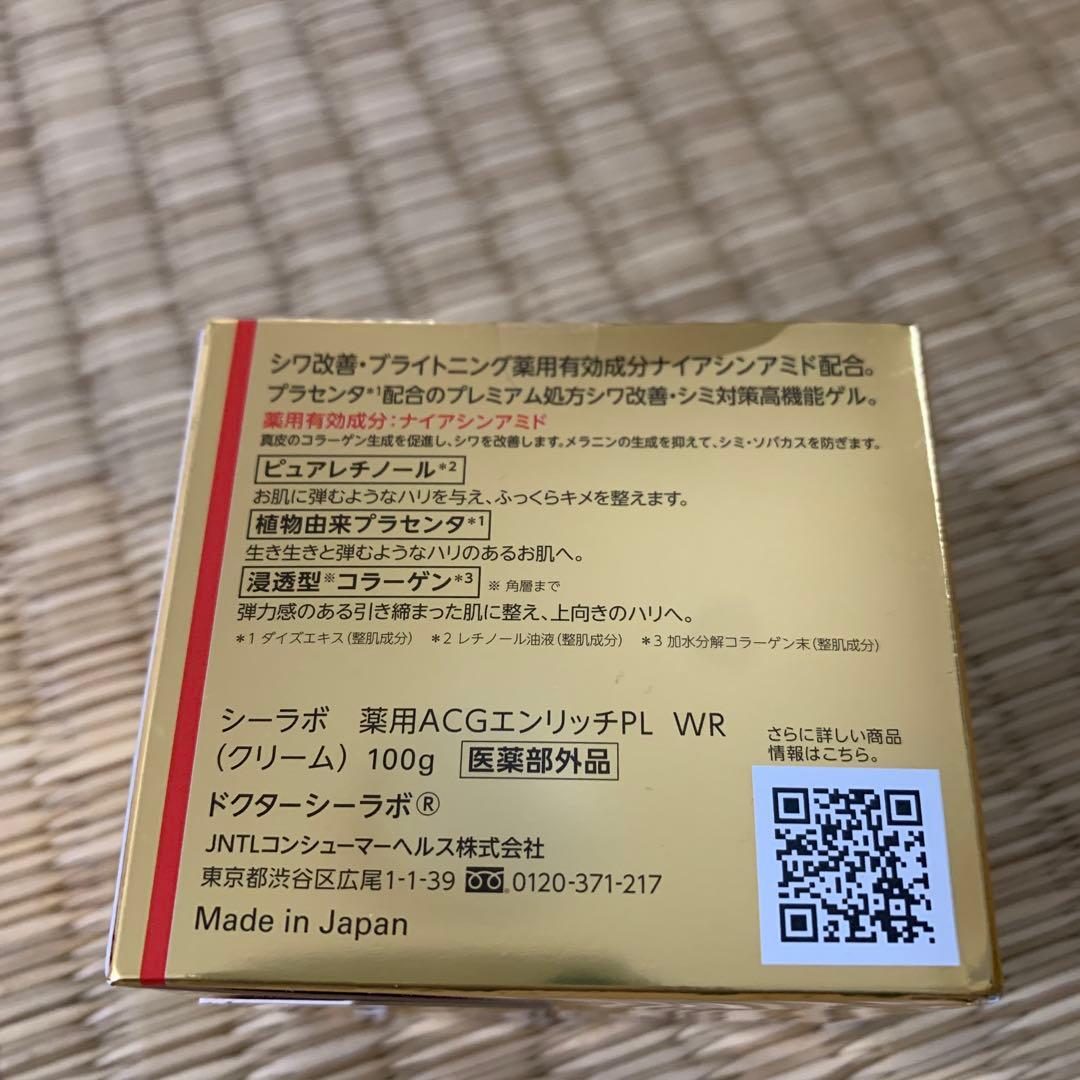 シワ改善・ブライトニング薬用有効成分ナイアシンアミド配合。
プラセンタ*1配合のプレミアム処方シワ改善・シミ対策高機能ゲル。
薬用有効成分：ナイアシンアミド
真皮のコラーゲン生成を促進し、シワを改善します。メラニンの生成を抑えて、シミ・ソバカスを防ぎます。
ピュアレチノール*2
お肌に弾むようなハリを与え、ふっくらキメを整えます。
植物由来プラセンタ*1
生き生きと弾むようなハリのあるお肌へ。
浸透型※コラーゲン*3 ※ 角層まで
弾力感のある引き締まった肌に整え、上向きのハリへ。
*1 ダイズエキス（整肌成分） *2 レチノール油液（整肌成分） *3 加水分解コラーゲン末（整肌成分）
シーラボ 薬用ACGエンリッチPL WR
（クリーム）100g 医薬部外品
ドクターシーラボ®
JNTLコンシューマーヘルス株式会社
東京都渋谷区広尾1-1-39 0120-371-217
Made in Japan
さらに詳しい商品
情報はこちら。